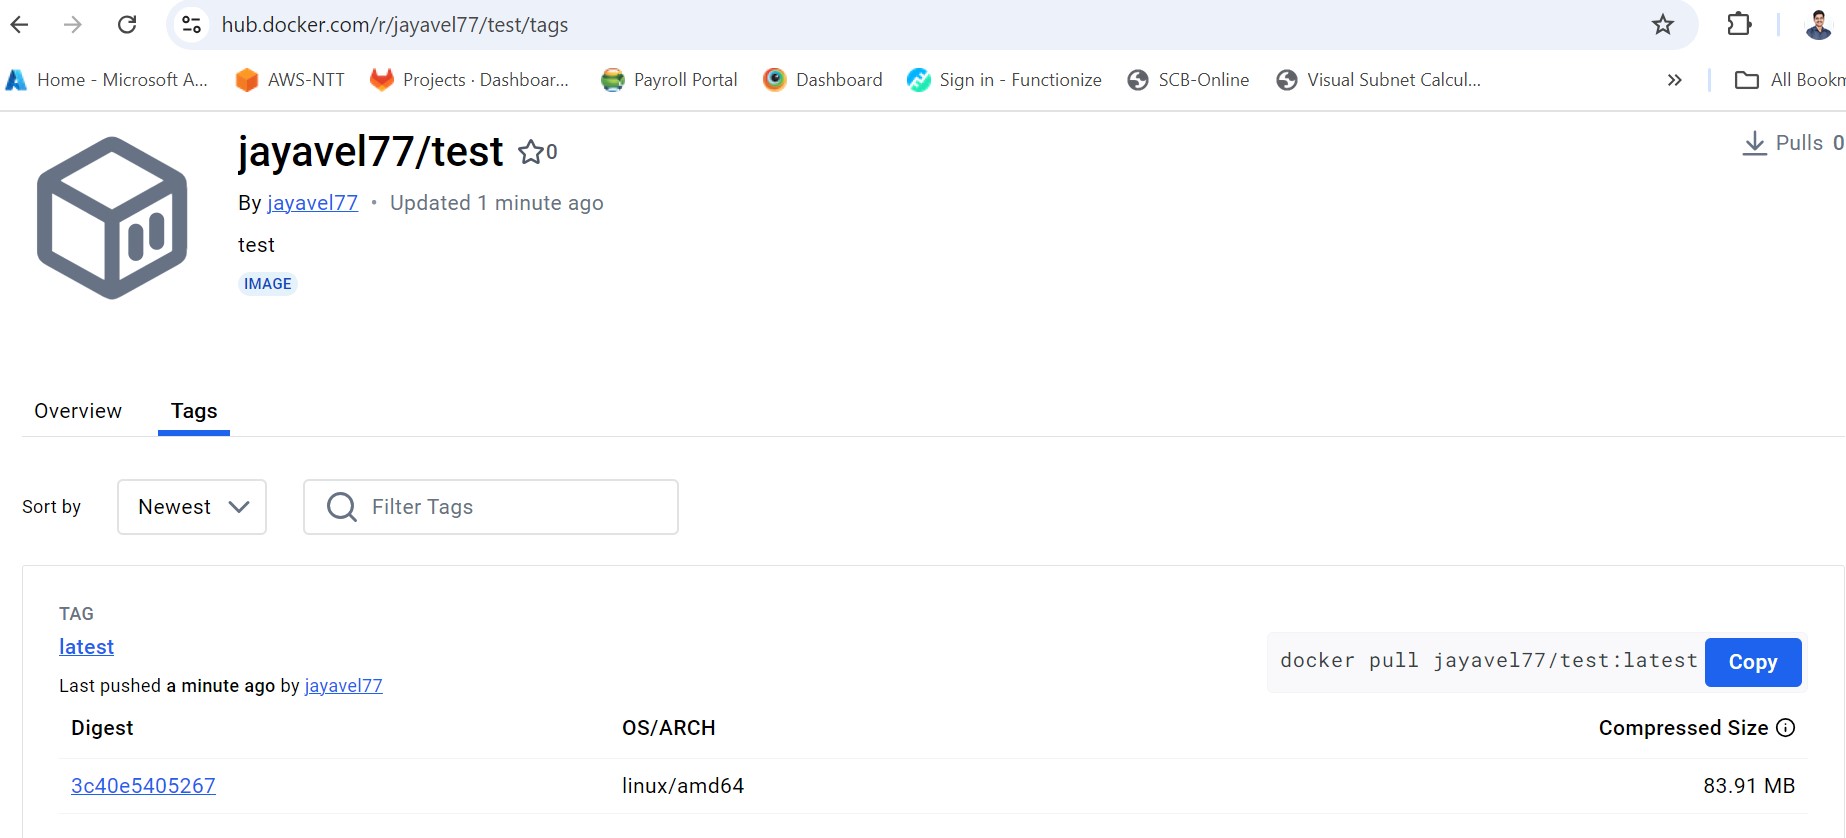 hub.docker.com/r/jayavel77/test/tags
Home - Microsoft A... AWS-NTT Projects · Dashboar... Payroll Portal Dashboard Sign in - Functionize SCB-Online Visual Subnet Calcul... » All Bookm
jayavel77/test 0
Pulls 0
By jayavel77 • Updated 1 minute ago
test
IMAGE
Overview Tags
Sort by Newest Filter Tags
TAG
latest
docker pull jayavel77/test:latest Copy
Last pushed a minute ago by jayavel77
Digest OS/ARCH Compressed Size
3c40e5405267 linux/amd64 83.91 MB